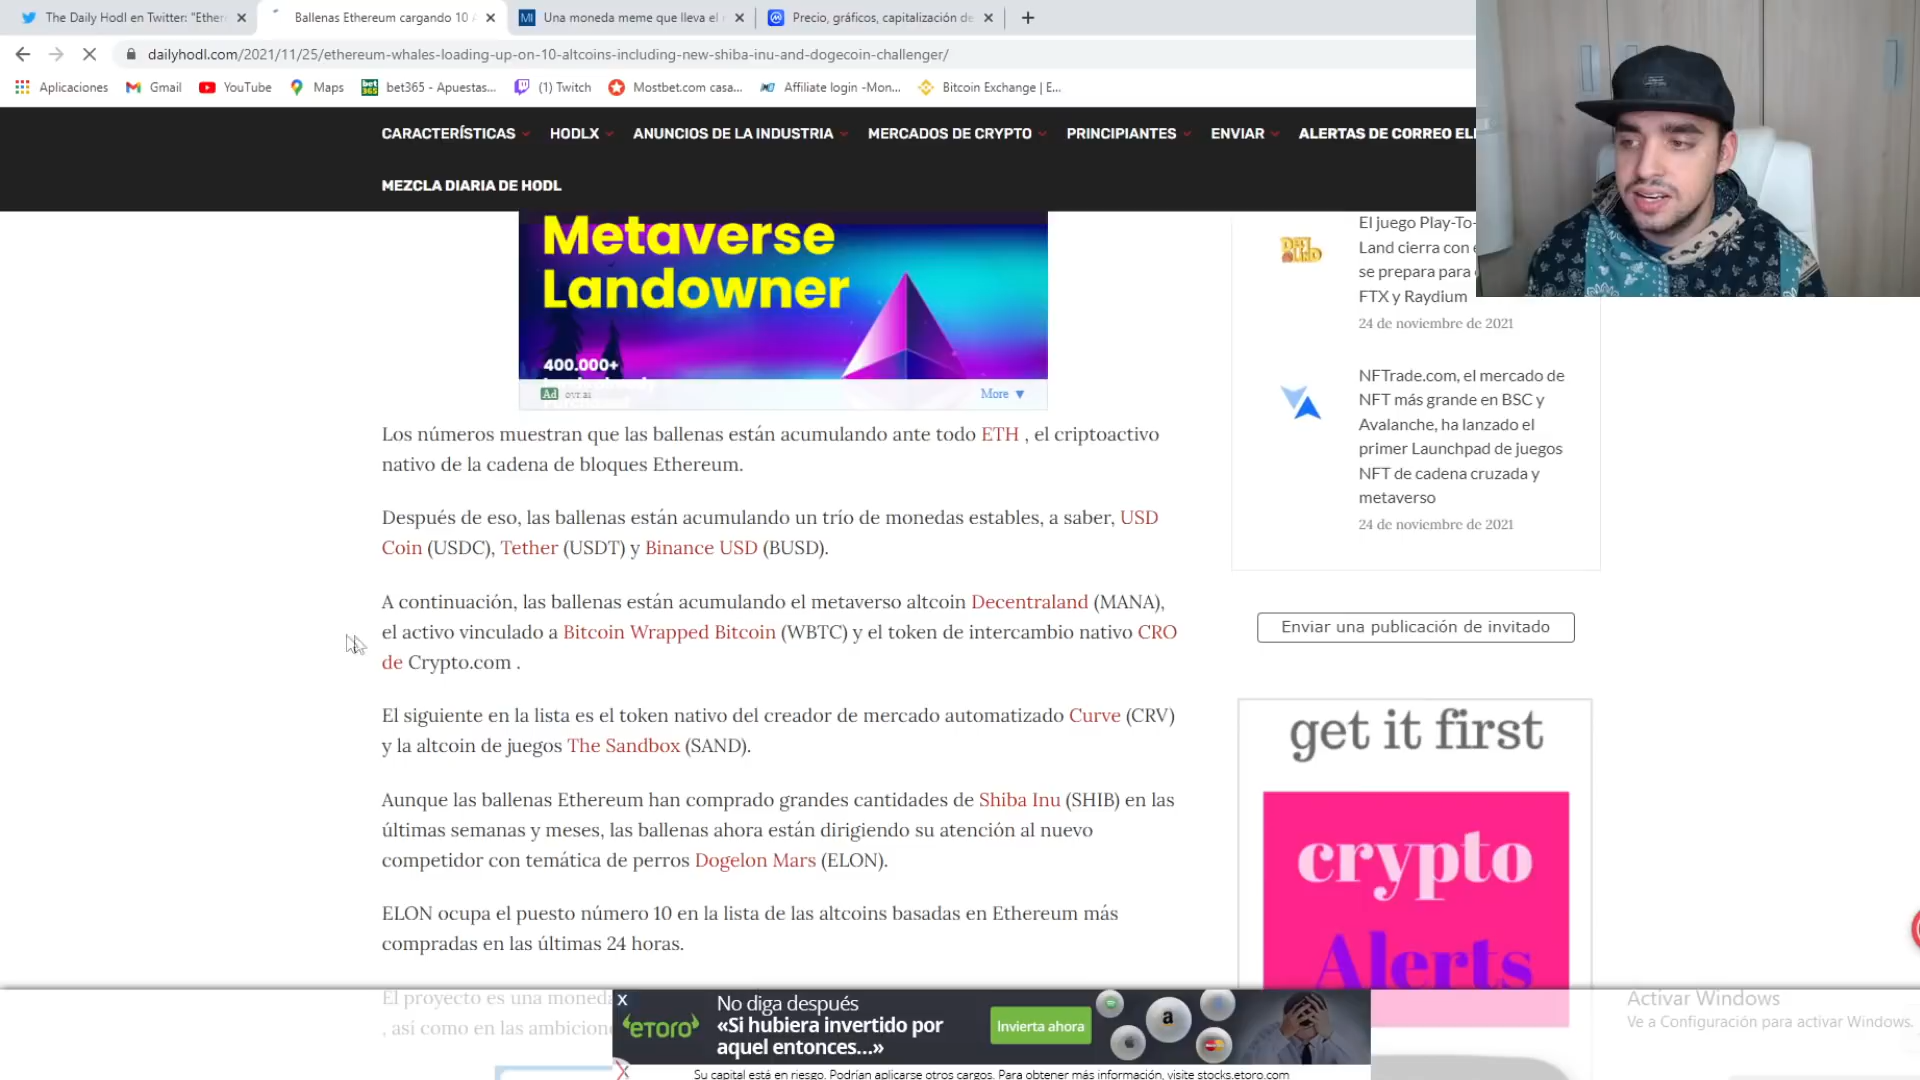 The Daily Hodl en Twitter: "Ether
Ballenas Ethereum cargando 10 A
Una moneda meme que lleva el
Precio, gráficos, capitalización de
dailyhodl.com/2021/11/25/ethereum-whales-loading-up-on-10-altcoins-including-new-shiba-inu-and-dogecoin-challenger/
Aplicaciones Gmail YouTube Maps bet365 - Apuestas... (1) Twitch Mostbet.com casa... Affiliate login -Mon... Bitcoin Exchange | E...
CARACTERÍSTICAS HODLX ANUNCIOS DE LA INDUSTRIA MERCADOS DE CRYPTO PRINCIPIANTES ENVIAR ALERTAS DE CORREO EL
MEZCLA DIARIA DE HODL
Metaverse
Landowner
400.000+
Ad ovr.ai More
Los números muestran que las ballenas están acumulando ante todo ETH , el criptoactivo
nativo de la cadena de bloques Ethereum.
Después de eso, las ballenas están acumulando un trío de monedas estables, a saber, USD
Coin (USDC), Tether (USDT) y Binance USD (BUSD).
A continuación, las ballenas están acumulando el metaverso altcoin Decentraland (MANA),
el activo vinculado a Bitcoin Wrapped Bitcoin (WBTC) y el token de intercambio nativo CRO
de Crypto.com .
El siguiente en la lista es el token nativo del creador de mercado automatizado Curve (CRV)
y la altcoin de juegos The Sandbox (SAND).
Aunque las ballenas Ethereum han comprado grandes cantidades de Shiba Inu (SHIB) en las
últimas semanas y meses, las ballenas ahora están dirigiendo su atención al nuevo
competidor con temática de perros Dogelon Mars (ELON).
ELON ocupa el puesto número 10 en la lista de las altcoins basadas en Ethereum más
compradas en las últimas 24 horas.
El proyecto es una moneda
, así como en las ambicione
El juego Play-To-
Land cierra con
se prepara para
FTX y Raydium
24 de noviembre de 2021
NFTrade.com, el mercado de
NFT más grande en BSC y
Avalanche, ha lanzado el
primer Launchpad de juegos
NFT de cadena cruzada y
metaverso
24 de noviembre de 2021
Enviar una publicación de invitado
get it first
crypto
Alerts
X
eToro
No diga después
«Si hubiera invertido por
aquel entonces...»
Invierta ahora
Su capital está en riesgo. Podrían aplicarse otros cargos. Para obtener más información, visite stocks.etoro.com
Activar Windows
Ve a Configuración para activar Windows.